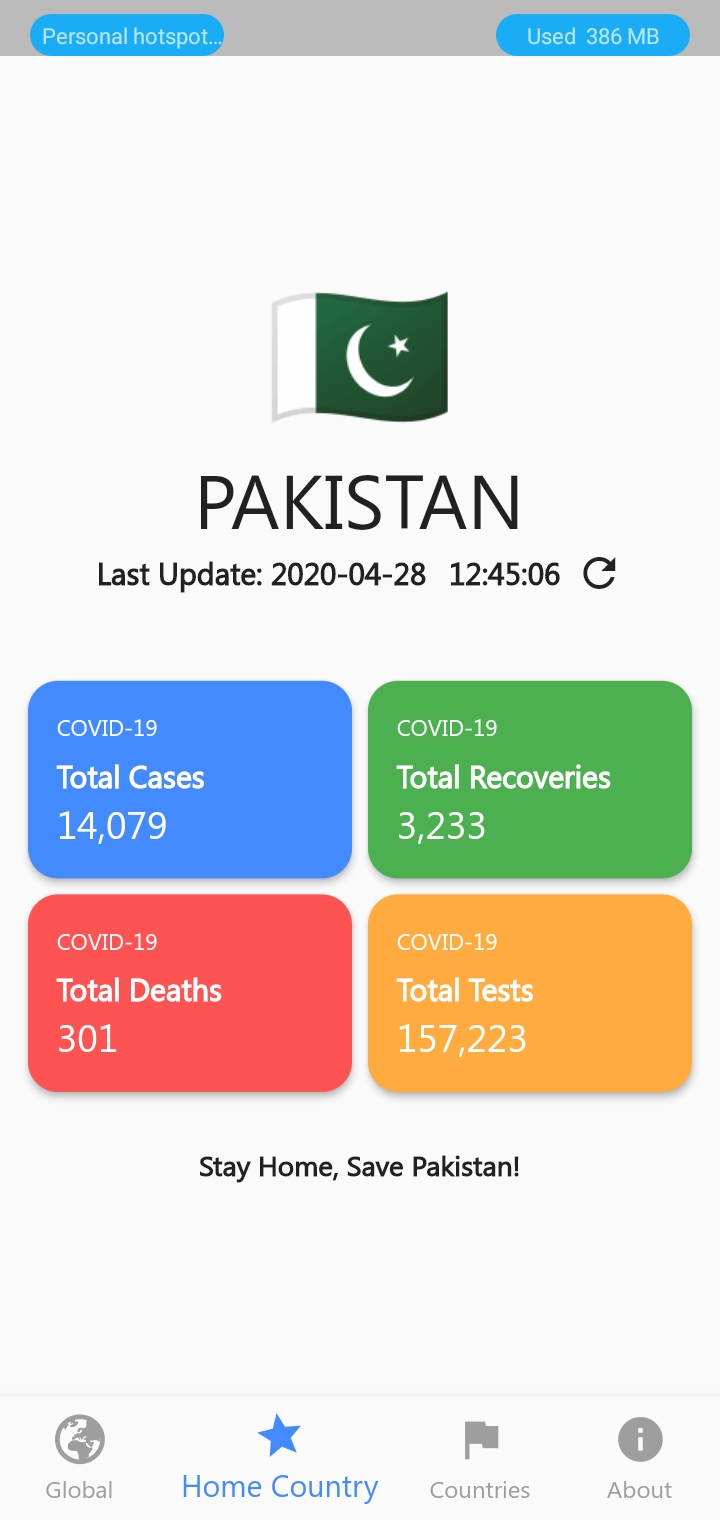 Personal hotspot... Used 386 MB
PAKISTAN
Last Update: 2020-04-28 12:45:06
COVID-19
Total Cases
14,079
COVID-19
Total Recoveries
3,233
COVID-19
Total Deaths
301
COVID-19
Total Tests
157,223
Stay Home, Save Pakistan!
Global
Home Country
Countries
About